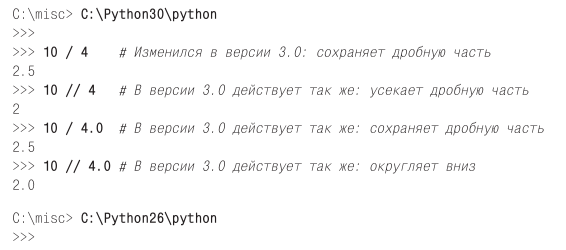 C:\misc> C:\Python30\python
>>>
>>> 10 / 4 # Изменился в версии 3.0: сохраняет дробную часть
2.5
>>> 10 // 4 # В версии 3.0 действует так же: усекает дробную часть
2
>>> 10 / 4.0 # В версии 3.0 действует так же: сохраняет дробную часть
2.5
>>> 10 // 4.0 # В версии 3.0 действует так же: округляет вниз
2.0
C:\misc> C:\Python26\python
>>>